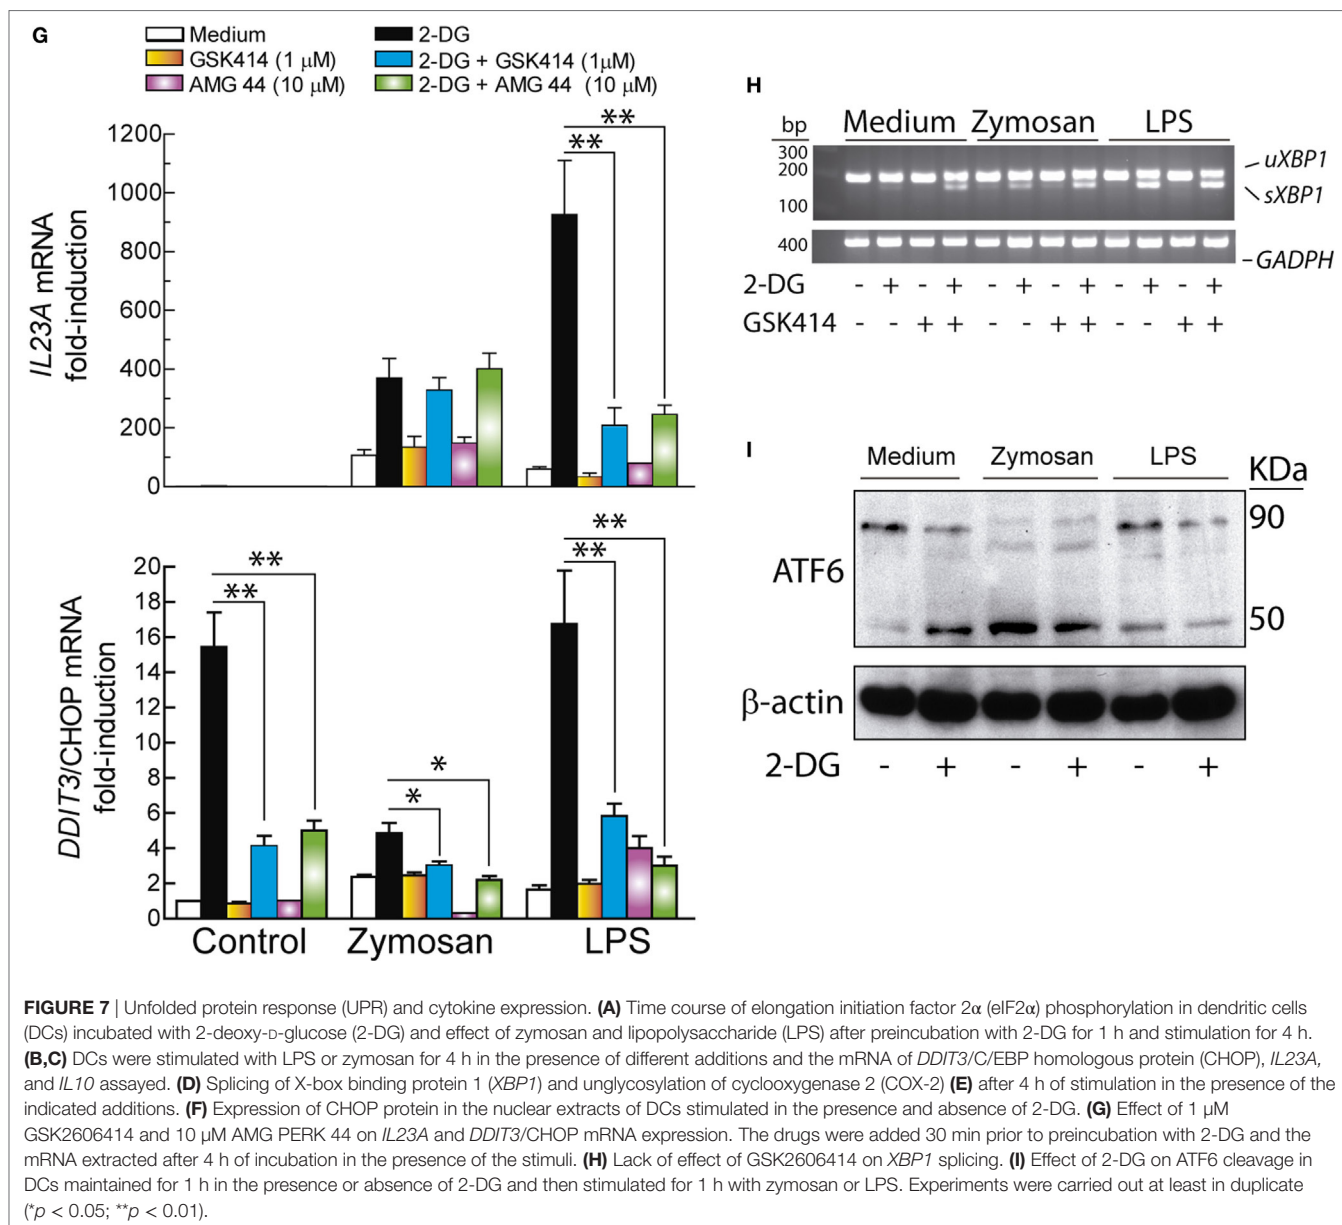 G
Medium
2-DG
GSK414 (1 μM)
2-DG + GSK414 (1μM)
AMG 44 (10 μM)
2-DG + AMG 44 (10 μM)
IL23A mRNA
fold-induction
1200
1000
800
600
400
200
0
**
**
DDIT3/CHOP mRNA
fold-induction
20
18
16
14
12
10
8
6
4
2
0
**
**
*
*
**
**
Control Zymosan LPS
H
bp Medium Zymosan LPS
300
200
100
400
uXBP1
sXBP1
GADPH
2-DG - + - + - + - + - + - +
GSK414 - - + + - - + + - - + +
I
Medium Zymosan LPS KDa
ATF6
90
50
β-actin
2-DG - + - + - +
FIGURE 7 | Unfolded protein response (UPR) and cytokine expression. (A) Time course of elongation initiation factor 2α (eIF2α) phosphorylation in dendritic cells
(DCs) incubated with 2-deoxy-D-glucose (2-DG) and effect of zymosan and lipopolysaccharide (LPS) after preincubation with 2-DG for 1 h and stimulation for 4 h.
(B,C) DCs were stimulated with LPS or zymosan for 4 h in the presence of different additions and the mRNA of DDIT3/C/EBP homologous protein (CHOP), IL23A,
and IL10 assayed. (D) Splicing of X-box binding protein 1 (XBP1) and unglycosylation of cyclooxygenase 2 (COX-2) (E) after 4 h of stimulation in the presence of the
indicated additions. (F) Expression of CHOP protein in the nuclear extracts of DCs stimulated in the presence and absence of 2-DG. (G) Effect of 1 μM
GSK2606414 and 10 μM AMG PERK 44 on IL23A and DDIT3/CHOP mRNA expression. The drugs were added 30 min prior to preincubation with 2-DG and the
mRNA extracted after 4 h of incubation in the presence of the stimuli. (H) Lack of effect of GSK2606414 on XBP1 splicing. (I) Effect of 2-DG on ATF6 cleavage in
DCs maintained for 1 h in the presence or absence of 2-DG and then stimulated for 1 h with zymosan or LPS. Experiments were carried out at least in duplicate
(*p < 0.05; **p < 0.01).